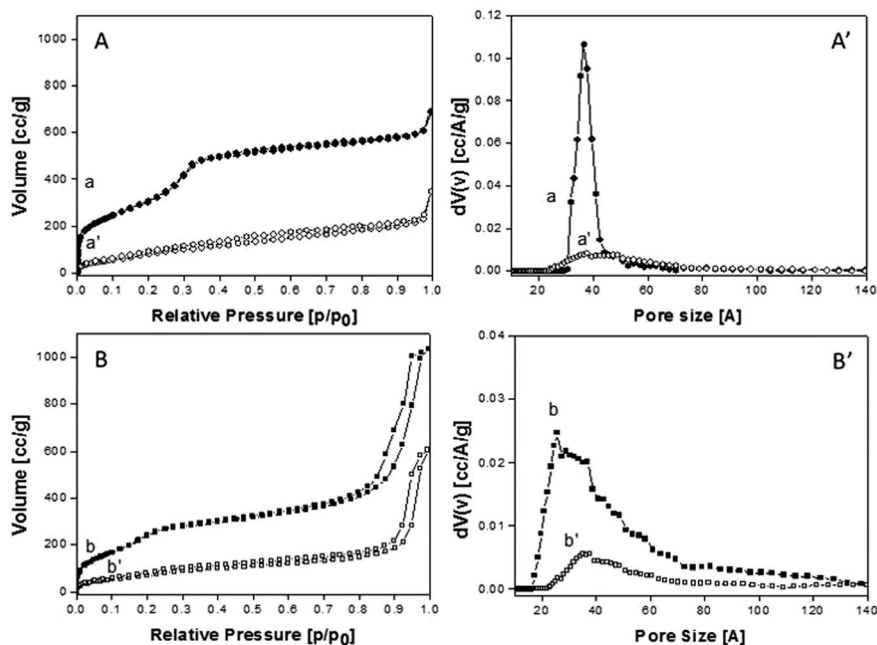 A
1000
800
600
400
200
0
Volume [cc/g]
a
a'
0.0 0.1 0.2 0.3 0.4 0.5 0.6 0.7 0.8 0.9 1.0
Relative Pressure [p/p0]
A’
0.12
0.10
0.08
0.06
0.04
0.02
0.00
dV(v) [cc/A/g]
a
a'
20 40 60 80 100 120 140
Pore size [A]
B
1000
800
600
400
200
0
Volume [cc/g]
b
b'
0.0 0.1 0.2 0.3 0.4 0.5 0.6 0.7 0.8 0.9 1.0
Relative Pressure [p/p0]
B’
0.04
0.03
0.02
0.01
0.00
dV(v) [cc/A/g]
b
b'
20 40 60 80 100 120 140
Pore Size [A]